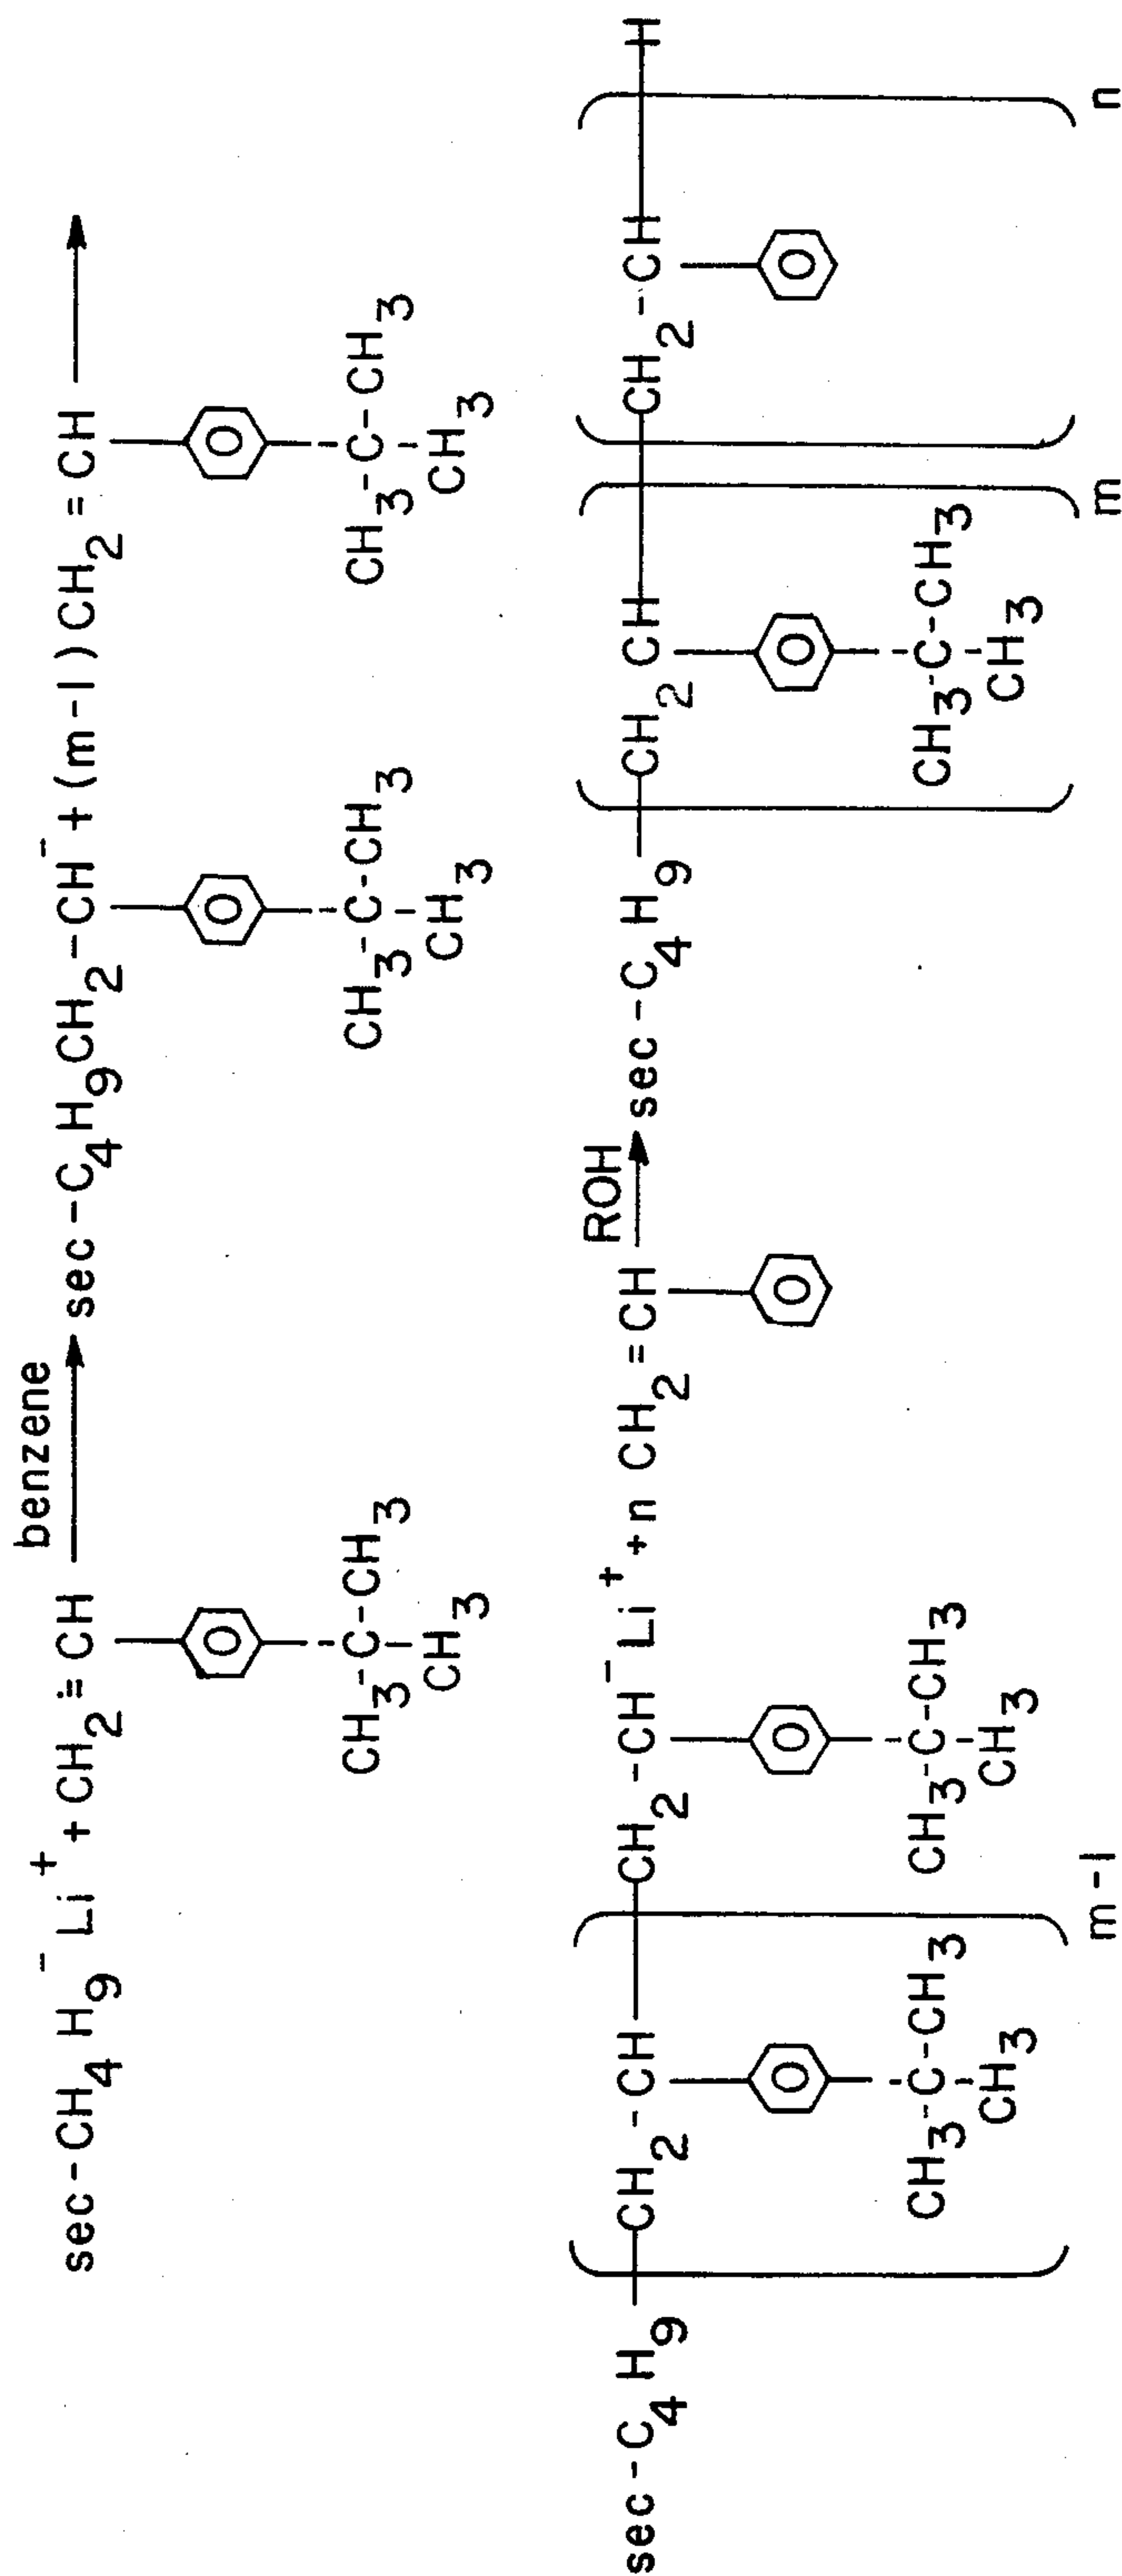 benzene
sec-CH4H9⁻ Li⁺ + CH2=CH → sec-C4H9CH2-CH⁻ + (m-1) CH2=CH →
CH3-C-CH3 CH3-C-CH3 CH3-C-CH3
CH3 CH3 CH3
ROH
sec-C4H9 CH2-CH CH2-CH⁻ Li⁺ + n CH2=CH → sec-C4H9 CH2 CH CH2-CH H
CH3-C-CH3 CH3-C-CH3 CH3-C-CH3
CH3 CH3 CH3
m-1 m n